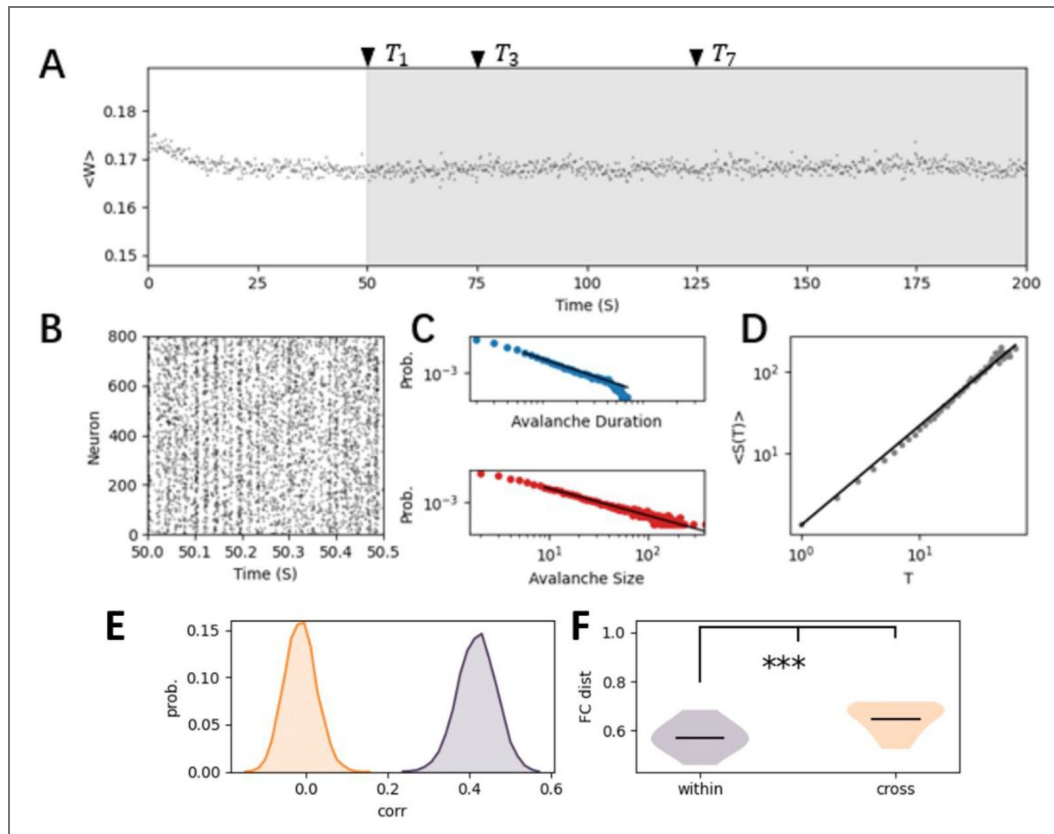 A
T₁
T₃
T₇
<W>
0.18
0.17
0.16
0.15
0 25 50 75 100 125 150 175 200
Time (S)
B
Neuron
800
600
400
200
0
50.0 50.1 50.2 50.3 50.4 50.5
Time (S)
C
Prob.
10⁻³
Avalanche Duration
Prob.
10⁻³
10¹ 10²
Avalanche Size
D
<S(T)>
10²
10¹
10⁰ 10¹
T
E
prob.
0.15
0.10
0.05
0.00
0.0 0.2 0.4 0.6
corr
F
FC dist
1.0
0.8
0.6
***
within cross